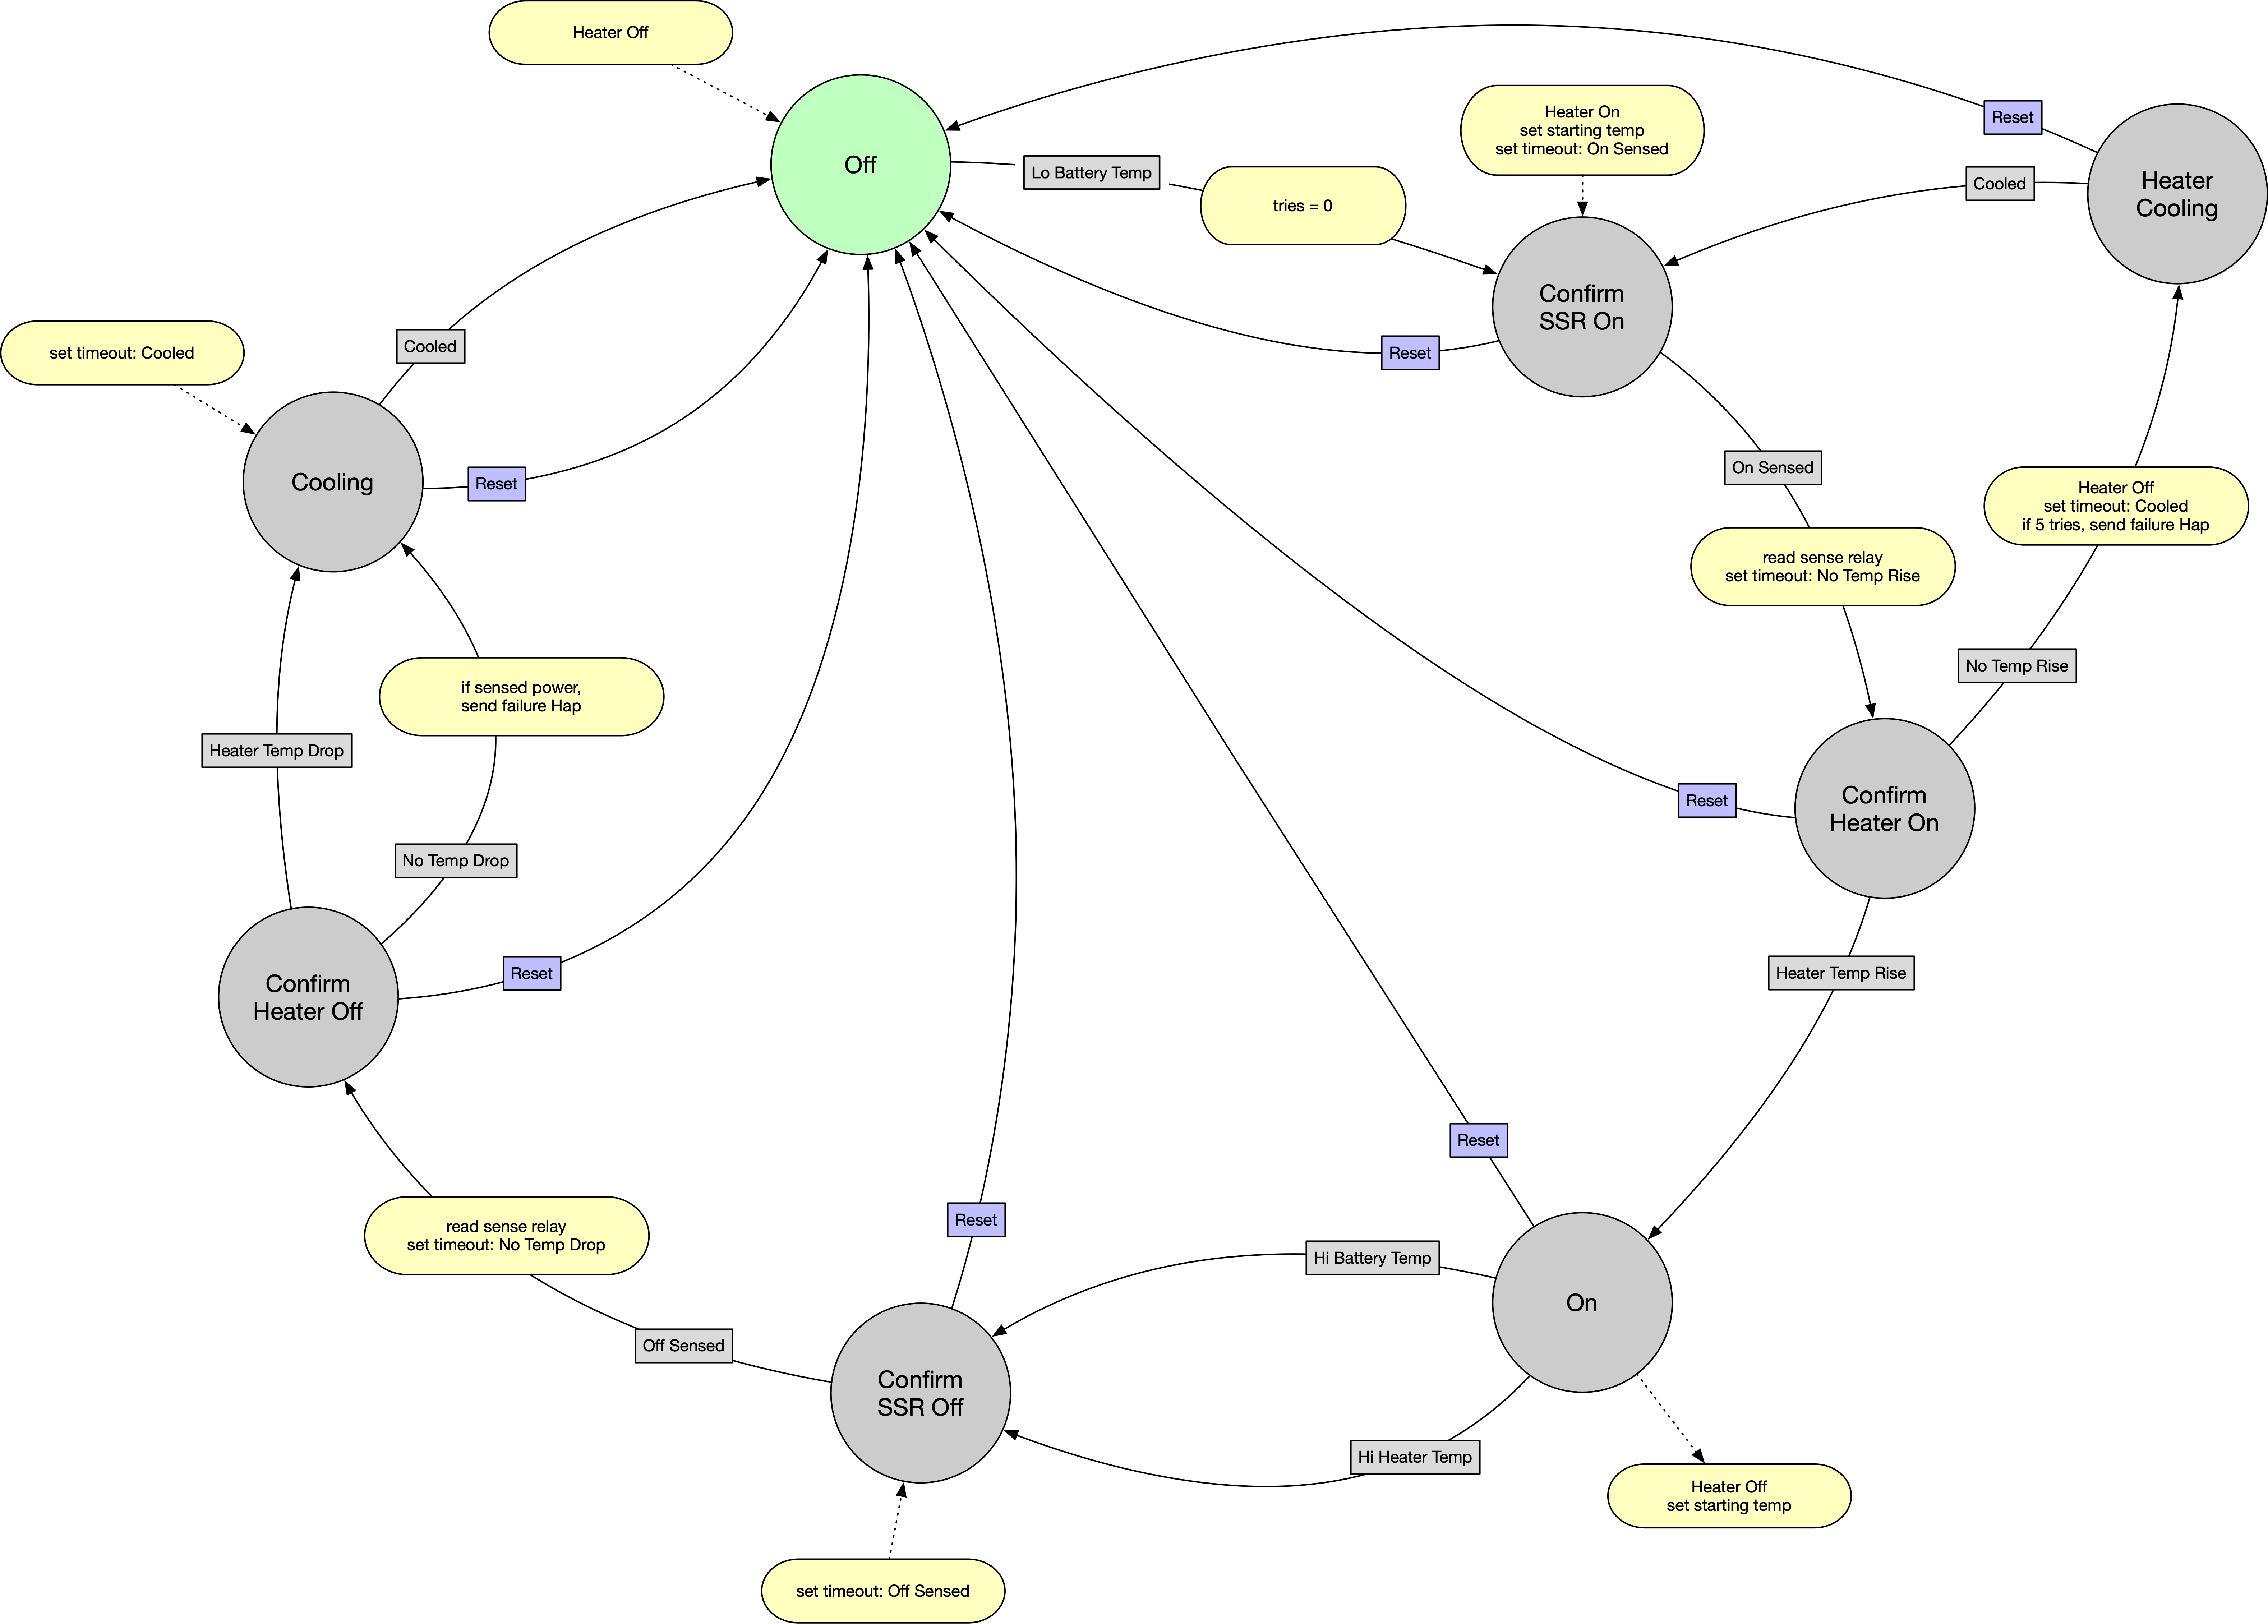 Heater Off
Off
Lo Battery Temp
tries = 0
Heater On
set starting temp
set timeout: On Sensed
Reset
Cooled
Heater
Cooling
Confirm
SSR On
Reset
Cooled
set timeout: Cooled
Cooling
Reset
On Sensed
Heater Off
set timeout: Cooled
if 5 tries, send failure Hap
read sense relay
set timeout: No Temp Rise
No Temp Rise
if sensed power,
send failure Hap
Heater Temp Drop
No Temp Drop
Reset
Confirm
Heater On
Confirm
Heater Off
Reset
Heater Temp Rise
Reset
Reset
read sense relay
set timeout: No Temp Drop
Hi Battery Temp
On
Off Sensed
Confirm
SSR Off
Hi Heater Temp
Heater Off
set starting temp
set timeout: Off Sensed